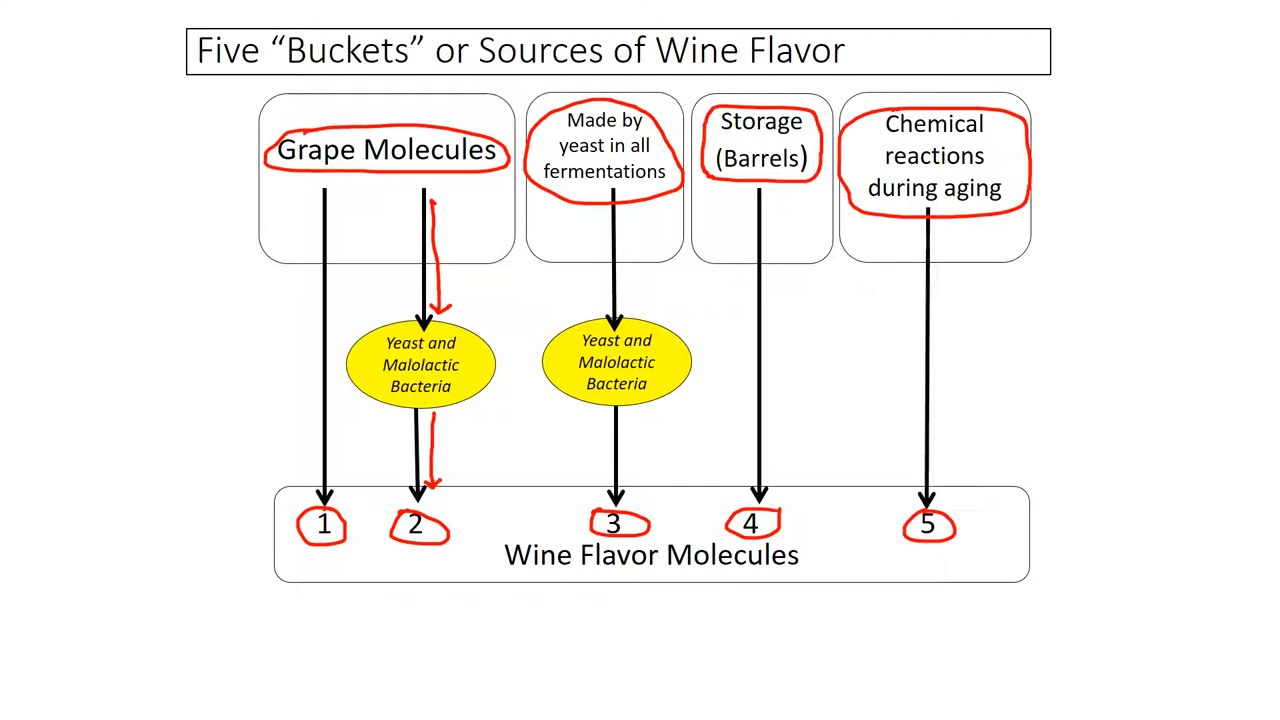 Five “Buckets” or Sources of Wine Flavor
Grape Molecules
Made by
yeast in all
fermentations
Storage
(Barrels)
Chemical
reactions
during aging
Yeast and
Malolactic
Bacteria
Yeast and
Malolactic
Bacteria
1 2 3 4 5
Wine Flavor Molecules